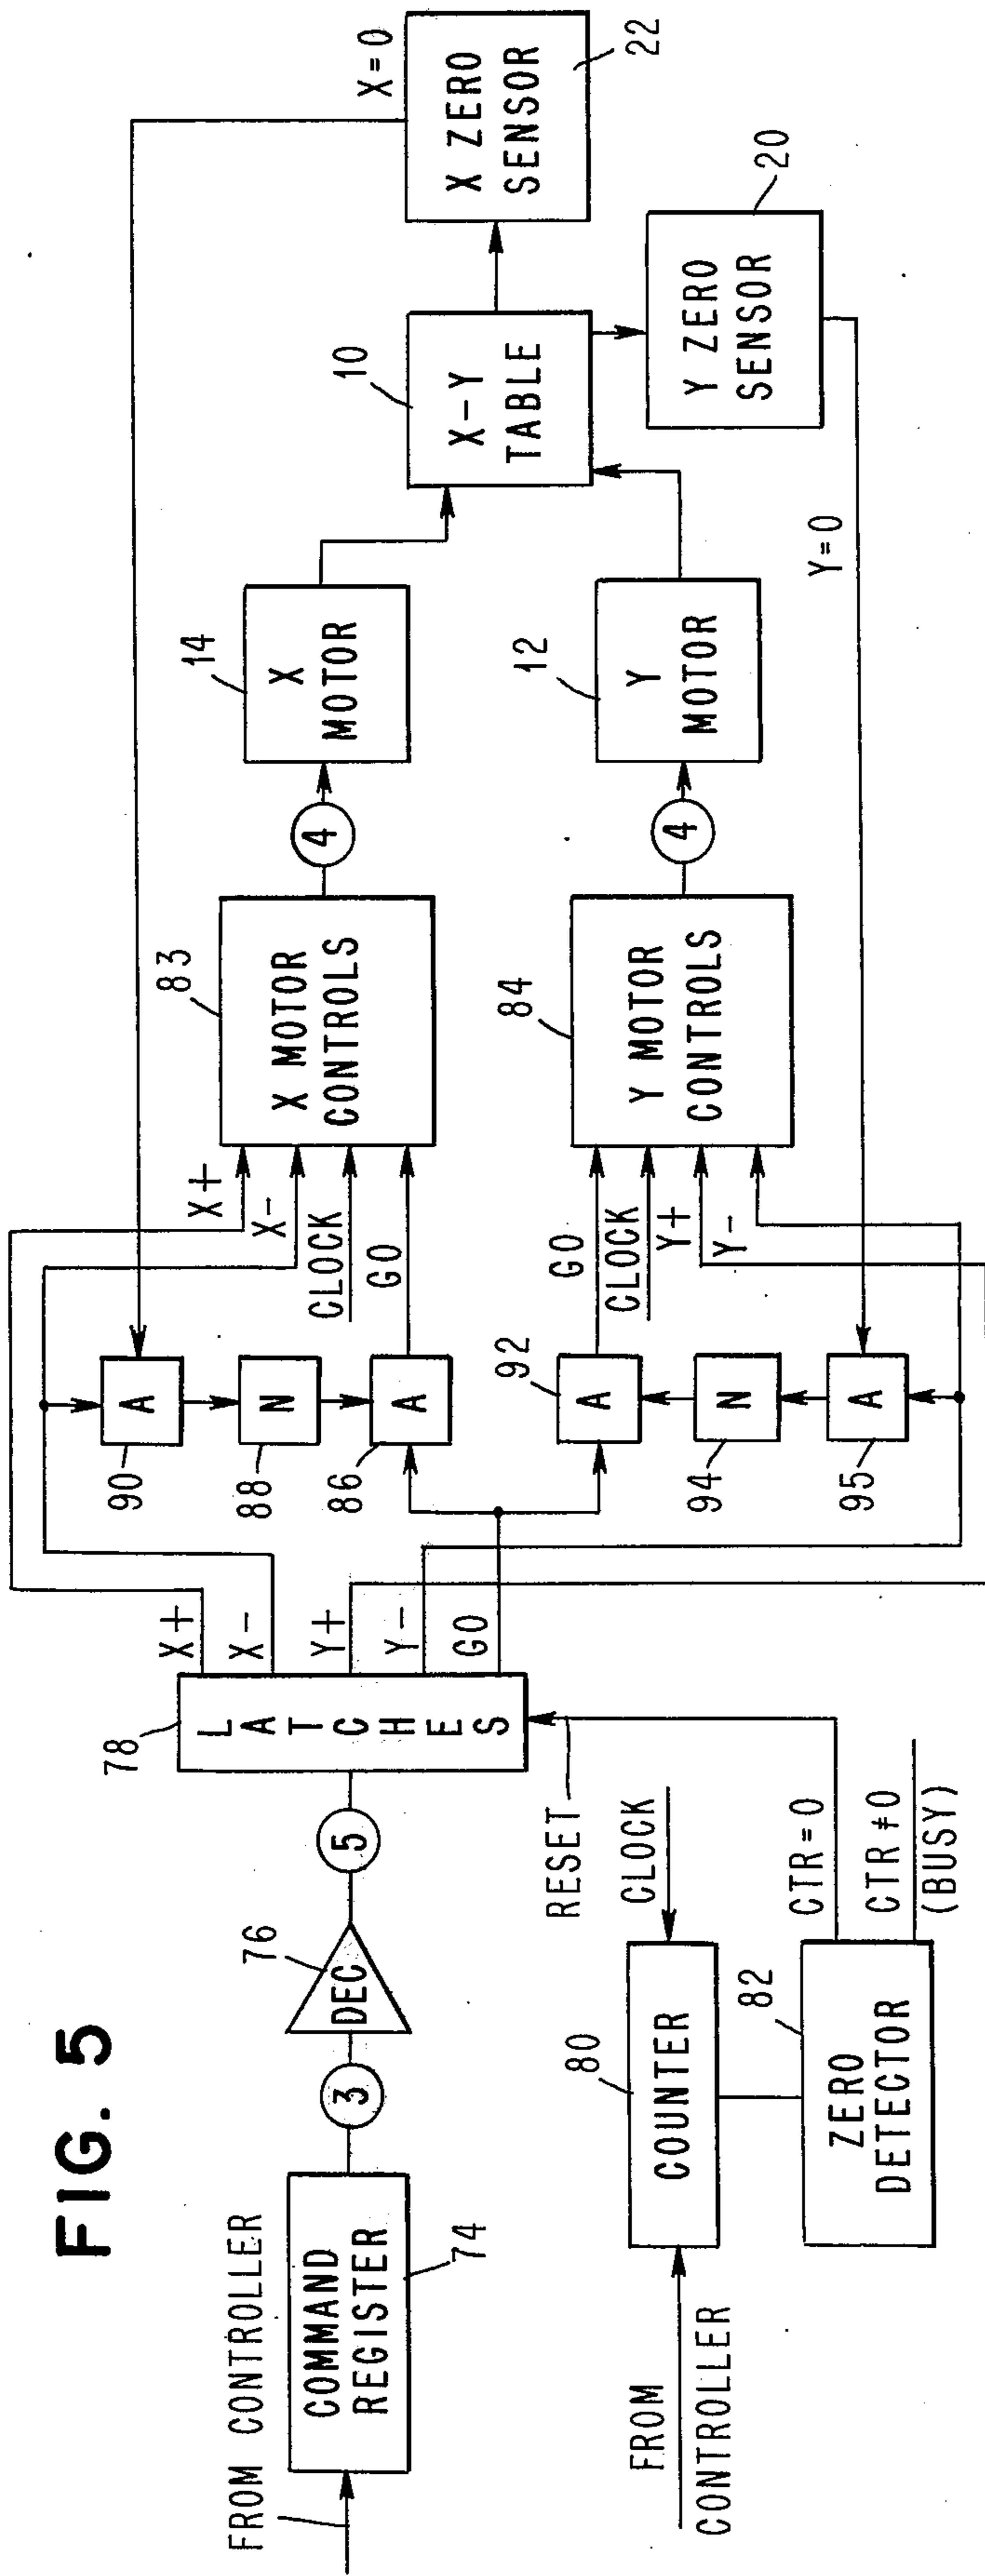 FIG. 5
FROM CONTROLLER
COMMAND
REGISTER
74
3
DEC
76
5
LATCHES
78
X+
X-
Y+
Y-
GO
RESET
FROM
CONTROLLER
COUNTER
80
CLOCK
ZERO
DETECTOR
82
CTR=0
CTR≠0
(BUSY)
A
90
N
88
A
86
A
92
N
94
A
95
X+
X-
CLOCK
GO
GO
CLOCK
Y+
Y-
X MOTOR
CONTROLS
83
Y MOTOR
CONTROLS
84
4
4
X
MOTOR
14
Y
MOTOR
12
X-Y
TABLE
10
X ZERO
SENSOR
22
X=0
Y ZERO
SENSOR
20
Y=0